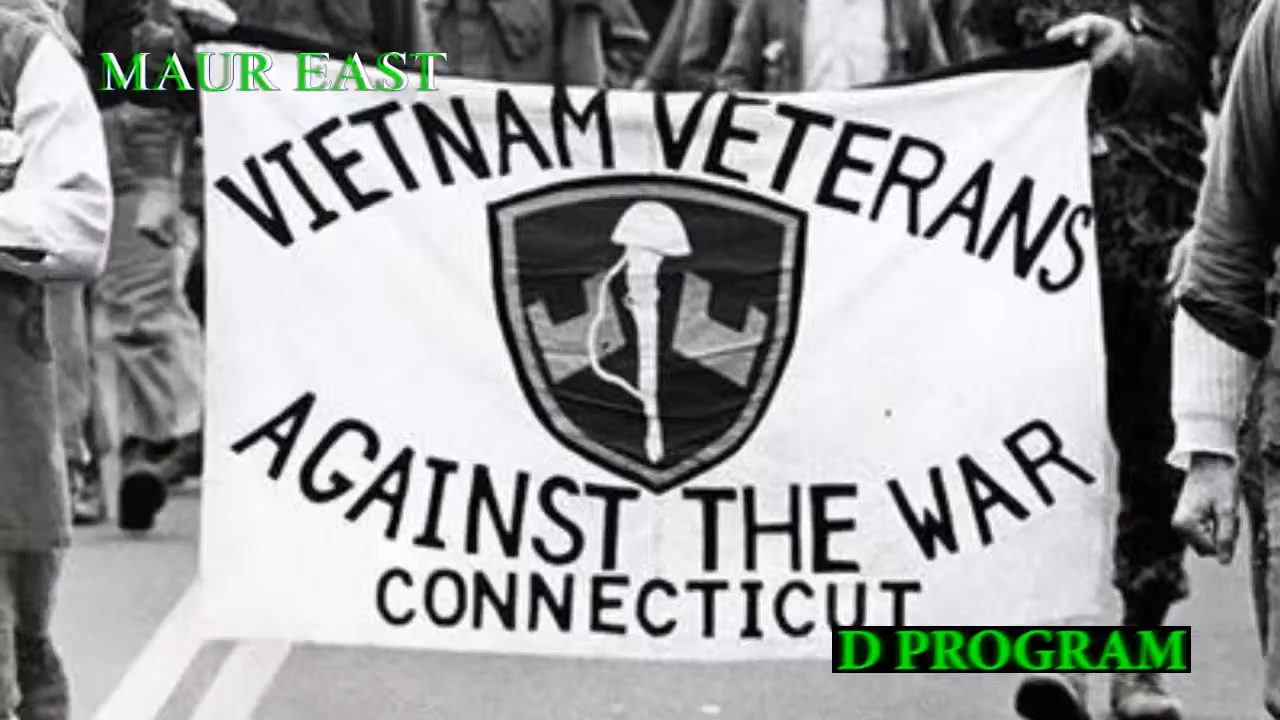 MAUR EAST
VIETNAM VETERANS
AGAINST THE WAR
CONNECTICUT
D PROGRAM